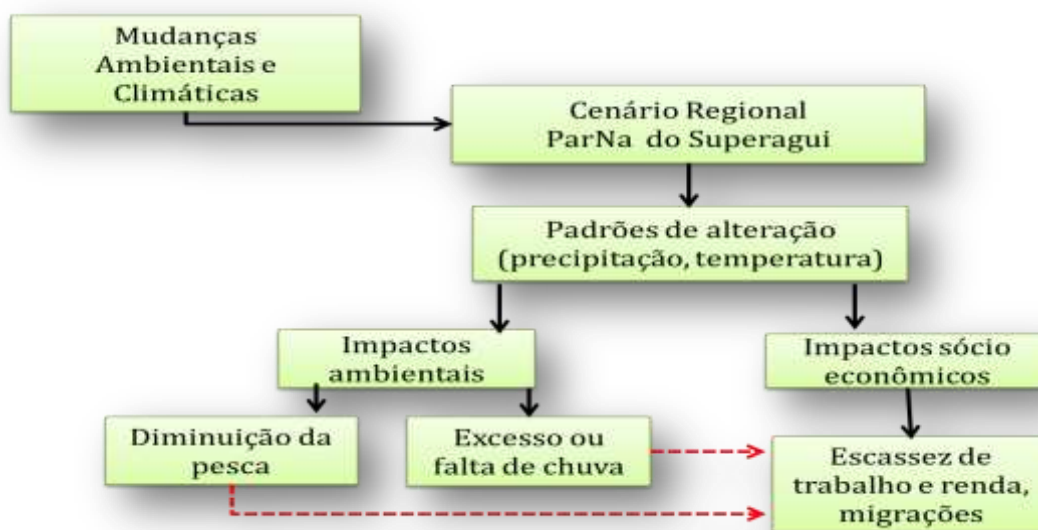 Mudanças
Ambientais e
Climáticas
Cenário Regional
ParNa do Superagui
Padrões de alteração
(precipitação, temperatura)
Impactos
ambientais
Impactos sócio
econômicos
Diminuição da
pesca
Excesso ou
falta de chuva
Escassez de
trabalho e renda,
migrações